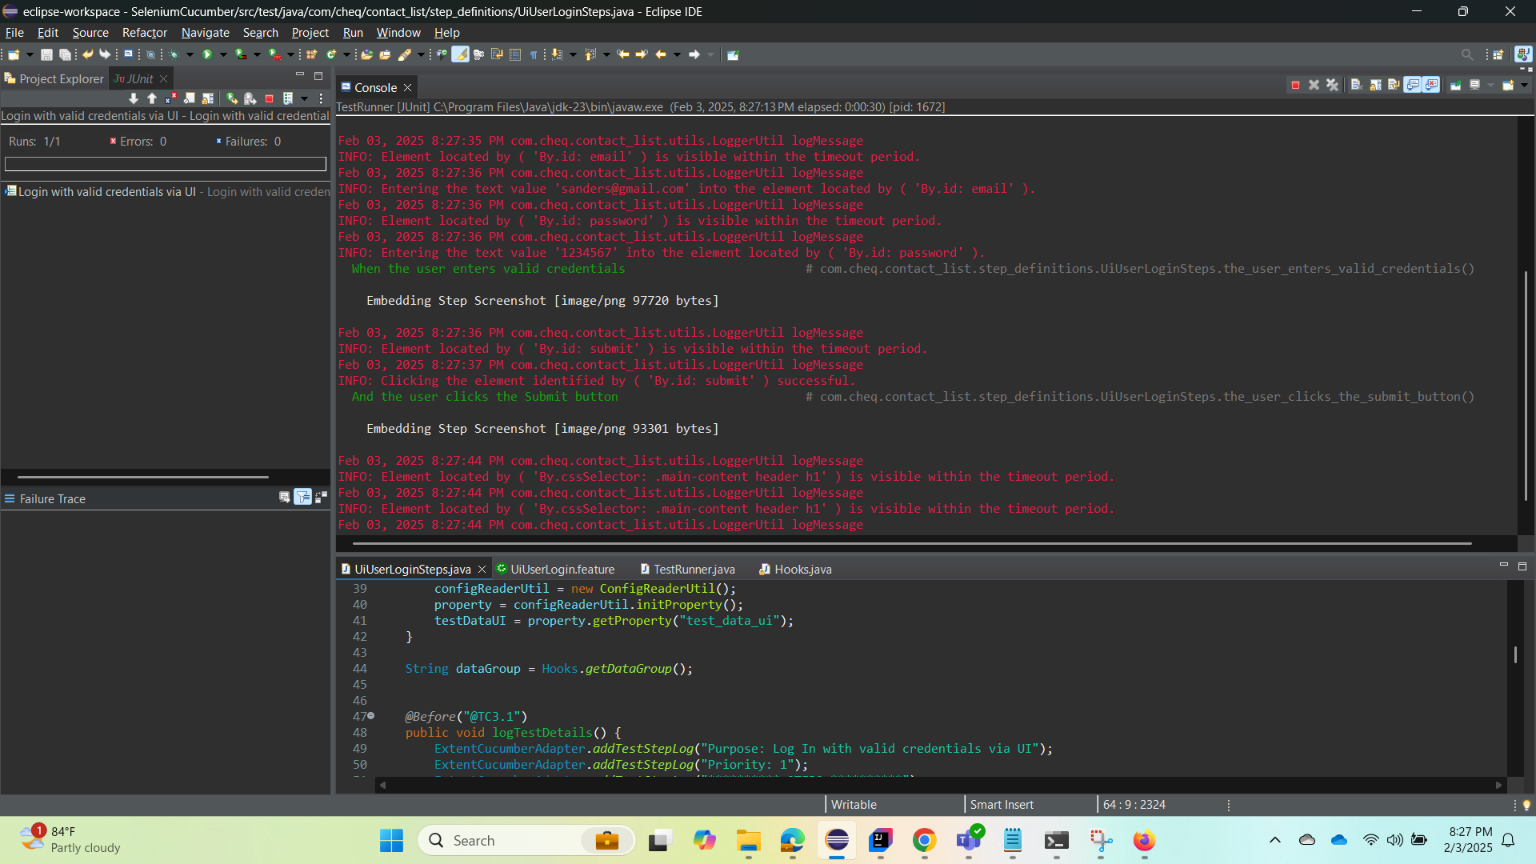 eclipse-workspace - SeleniumCucumber/src/test/java/com/cheq/contact_list/step_definitions/UiUserLoginSteps.java - Eclipse IDE
File Edit Source Refactor Navigate Search Project Run Window Help
Project Explorer JUnit
Login with valid credentials via UI - Login with valid credential
Runs: 1/1 Errors: 0 Failures: 0
Login with valid credentials via UI - Login with valid creden
Failure Trace
Console
TestRunner [JUnit] C:\Program Files\Java\jdk-23\bin\javaw.exe (Feb 3, 2025, 8:27:13 PM elapsed: 0:00:30) [pid: 1672]
Feb 03, 2025 8:27:35 PM com.cheq.contact_list.utils.LoggerUtil logMessage
INFO: Element located by ( 'By.id: email' ) is visible within the timeout period.
Feb 03, 2025 8:27:36 PM com.cheq.contact_list.utils.LoggerUtil logMessage
INFO: Entering the text value 'sanders@gmail.com' into the element located by ( 'By.id: email' ).
Feb 03, 2025 8:27:36 PM com.cheq.contact_list.utils.LoggerUtil logMessage
INFO: Element located by ( 'By.id: password' ) is visible within the timeout period.
Feb 03, 2025 8:27:36 PM com.cheq.contact_list.utils.LoggerUtil logMessage
INFO: Entering the text value '1234567' into the element located by ( 'By.id: password' ).
When the user enters valid credentials # com.cheq.contact_list.step_definitions.UiUserLoginSteps.the_user_enters_valid_credentials()
Embedding Step Screenshot [image/png 97720 bytes]
Feb 03, 2025 8:27:36 PM com.cheq.contact_list.utils.LoggerUtil logMessage
INFO: Element located by ( 'By.id: submit' ) is visible within the timeout period.
Feb 03, 2025 8:27:37 PM com.cheq.contact_list.utils.LoggerUtil logMessage
INFO: Clicking the element identified by ( 'By.id: submit' ) successful.
And the user clicks the Submit button # com.cheq.contact_list.step_definitions.UiUserLoginSteps.the_user_clicks_the_submit_button()
Embedding Step Screenshot [image/png 93301 bytes]
Feb 03, 2025 8:27:44 PM com.cheq.contact_list.utils.LoggerUtil logMessage
INFO: Element located by ( 'By.cssSelector: .main-content header h1' ) is visible within the timeout period.
Feb 03, 2025 8:27:44 PM com.cheq.contact_list.utils.LoggerUtil logMessage
INFO: Element located by ( 'By.cssSelector: .main-content header h1' ) is visible within the timeout period.
Feb 03, 2025 8:27:44 PM com.cheq.contact_list.utils.LoggerUtil logMessage
UiUserLoginSteps.java UiUserLogin.feature TestRunner.java Hooks.java
39 configReaderUtil = new ConfigReaderUtil();
40 property = configReaderUtil.initProperty();
41 testDataUI = property.getProperty("test_data_ui");
42 }
43
44 String dataGroup = Hooks.getDataGroup();
45
46
47 @Before("@TC3.1")
48 public void logTestDetails() {
49 ExtentCucumberAdapter.addTestStepLog("Purpose: Log In with valid credentials via UI");
50 ExtentCucumberAdapter.addTestStepLog("Priority: 1");
Writable Smart Insert 64 : 9 : 2324
1
84°F
Partly cloudy
Search
8:27 PM
2/3/2025